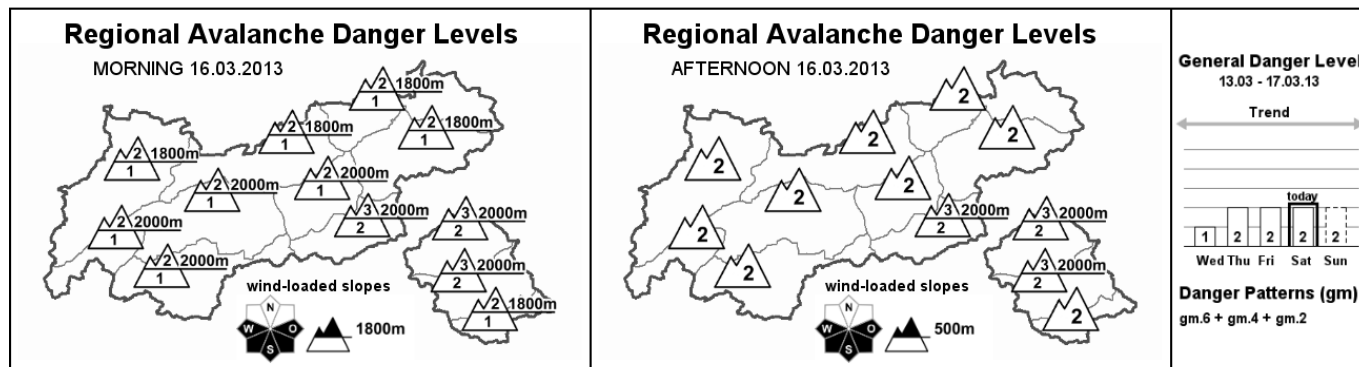 Regional Avalanche Danger Levels
MORNING 16.03.2013
2 1800m
1
2 1800m
1
2 1800m
1
2 1800m
1
2 2000m
1
2 2000m
1
2 2000m
1
2 2000m
1
3 2000m
2
3 2000m
2
3 2000m
2
2 1800m
1
wind-loaded slopes
N
W O
S
1800m
Regional Avalanche Danger Levels
AFTERNOON 16.03.2013
2
2
2
2
2
2
2
2
3 2000m
2
3 2000m
2
3 2000m
2
2
wind-loaded slopes
N
W O
S
500m
General Danger Level
13.03 - 17.03.13
Trend
today
1 2 2 2 2
Wed Thu Fri Sat Sun
Danger Patterns (gm)
gm.6 + gm.4 + gm.2